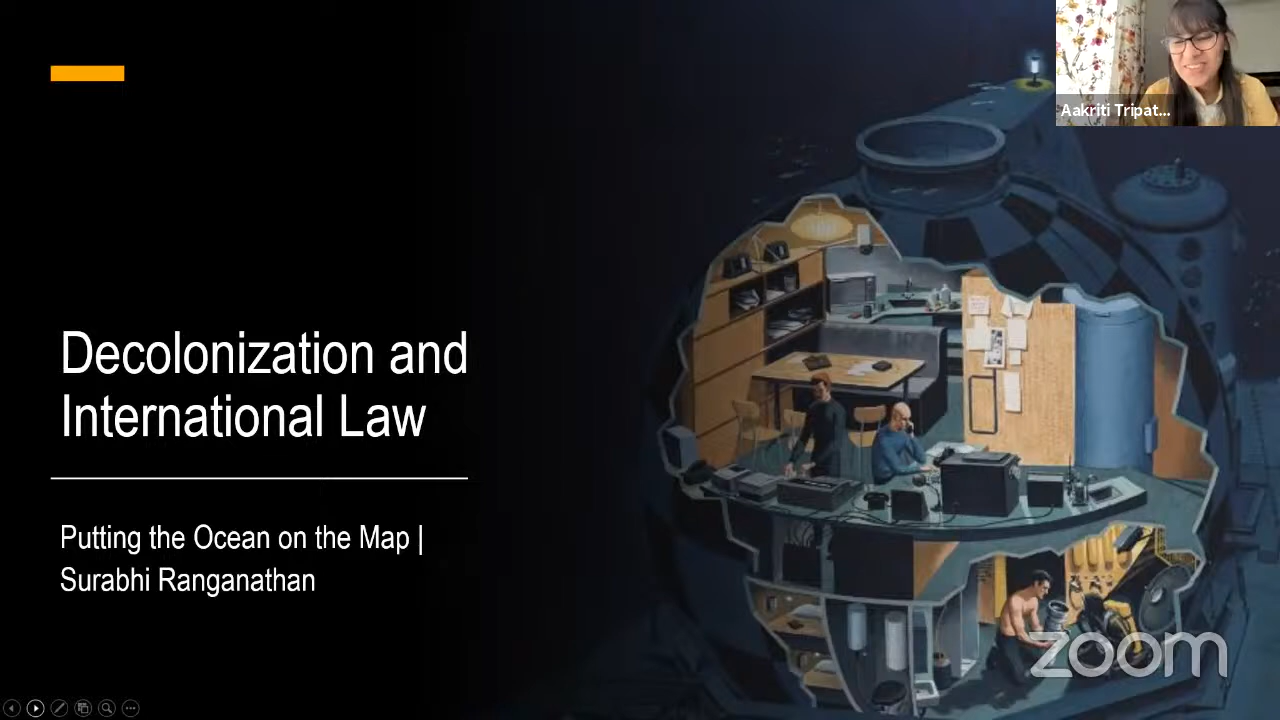 Aakriti Tripat...
Decolonization and
International Law
Putting the Ocean on the Map |
Surabhi Ranganathan
zoom